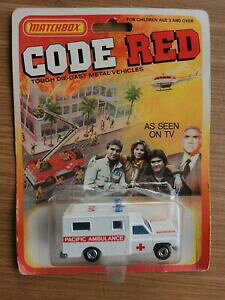 MATCHBOX
FOR CHILDREN AGE 3 AND OVER
CODE RED
TOUGH DIE-CAST METAL VEHICLES
AS SEEN
ON TV
PACIFIC AMBULANCE